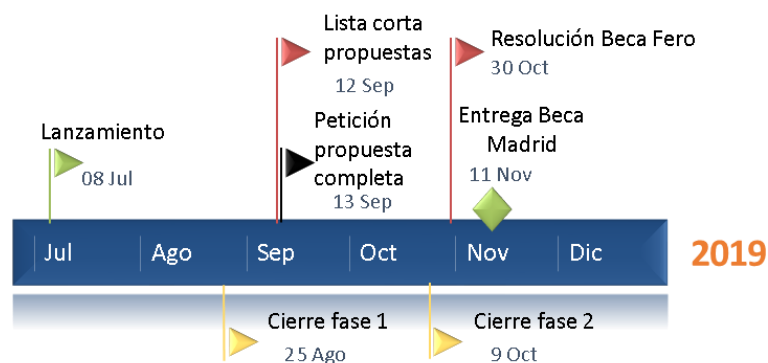 Lista corta
propuestas
12 Sep
Resolución Beca Fero
30 Oct
Lanzamiento
08 Jul
Petición
propuesta
completa
13 Sep
Entrega Beca
Madrid
11 Nov
Jul Ago Sep Oct Nov Dic
2019
Cierre fase 1
25 Ago
Cierre fase 2
9 Oct